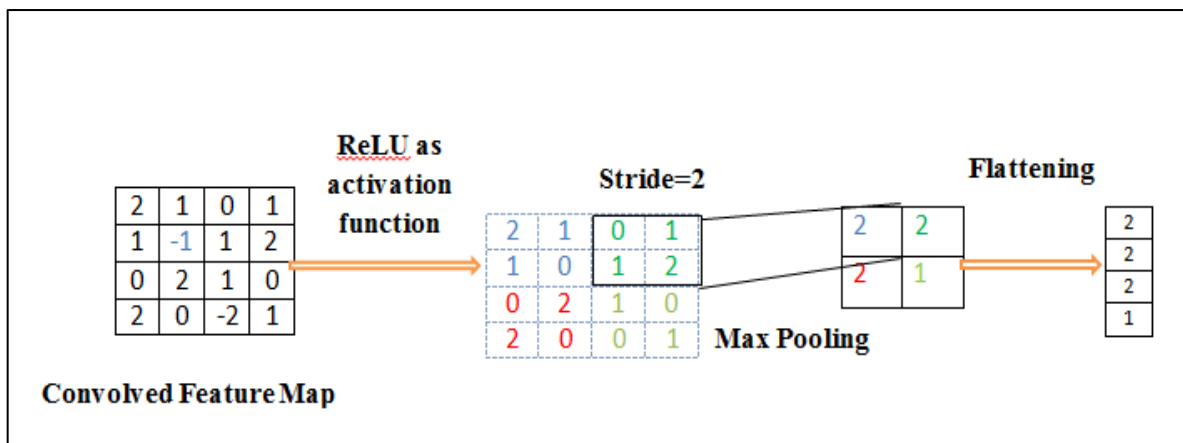 ReLU as
activation
function
Stride=2
Flattening
2 1 0 1
1 -1 1 2
0 2 1 0
2 0 -2 1
2 1 0 1
1 0 1 2
0 2 1 0
2 0 0 1
2 2
2 1
2
2
2
1
Max Pooling
Convolved Feature Map